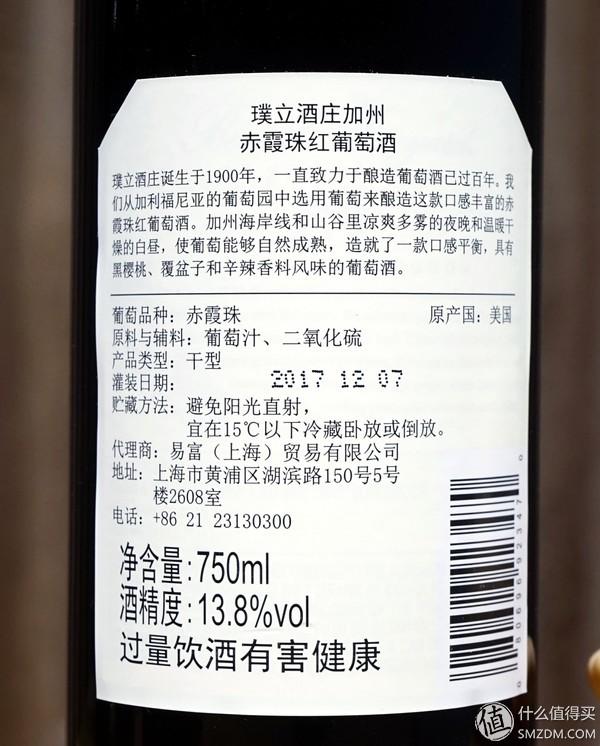 璞立酒庄加州
赤霞珠红葡萄酒
璞立酒庄诞生于1900年，一直致力于酿造葡萄酒已过百年。我
们从加利福尼亚的葡萄园中选用葡萄来酿造这款口感丰富的赤
霞珠红葡萄酒。加州海岸线和山谷里凉爽多雾的夜晚和温暖干
燥的白昼，使葡萄能够自然成熟，造就了一款口感平衡，具有
黑樱桃、覆盆子和辛辣香料风味的葡萄酒。
葡萄品种：赤霞珠 原产国：美国
原料与辅料：葡萄汁、二氧化硫
产品类型：干型
灌装日期： 2017 12 07
贮藏方法：避免阳光直射，
宜在15℃以下冷藏卧放或倒放。
代理商：易富（上海）贸易有限公司
地址：上海市黄浦区湖滨路150号5号
楼2608室
电话：+86 21 23130300
净含量：750ml
酒精度：13.8%vol
过量饮酒有害健康
值 什么值得买
SMZDM.COM